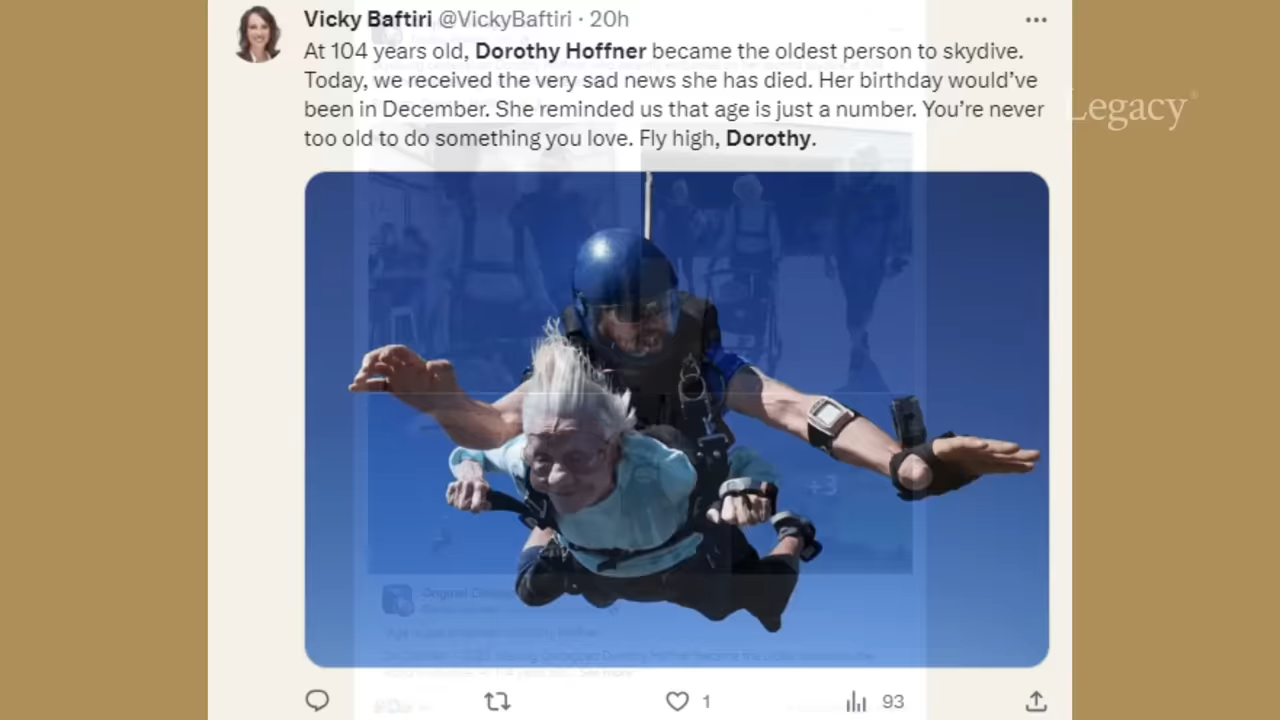 Vicky Baftiri @VickyBaftiri · 20h
At 104 years old, Dorothy Hoffner became the oldest person to skydive.
Today, we received the very sad news she has died. Her birthday would’ve
been in December. She reminded us that age is just a number. You’re never
too old to do something you love. Fly high, Dorothy.
Legacy
+3
1
93